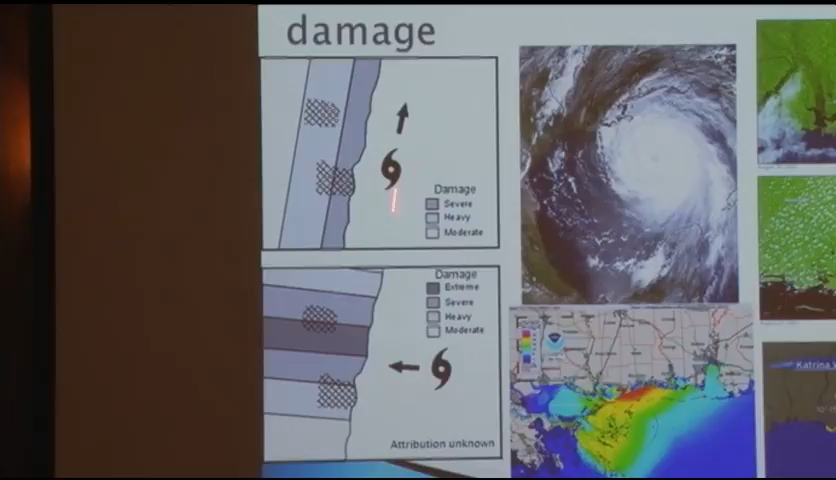 damage
Damage
Severe
Heavy
Moderate
Damage
Extreme
Severe
Heavy
Moderate
Attribution unknown
Katrina